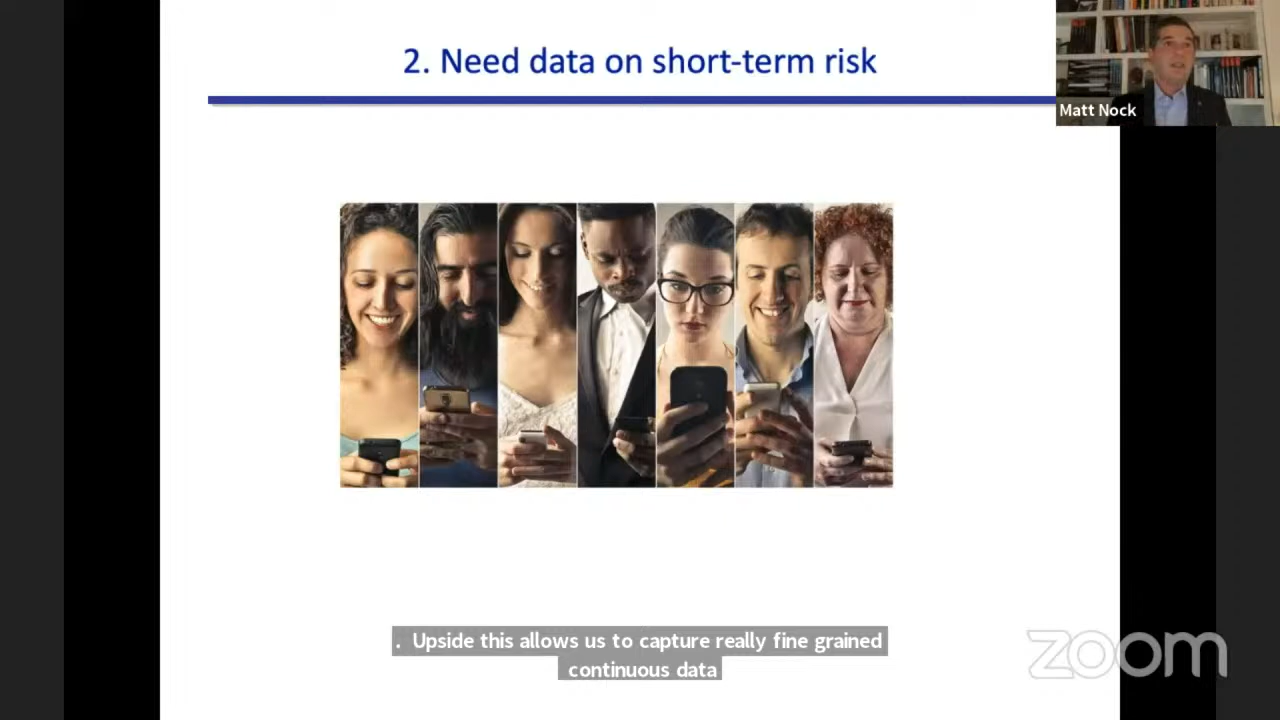 2. Need data on short-term risk
Matt Nock
. Upside this allows us to capture really fine grained
continuous data
zoom